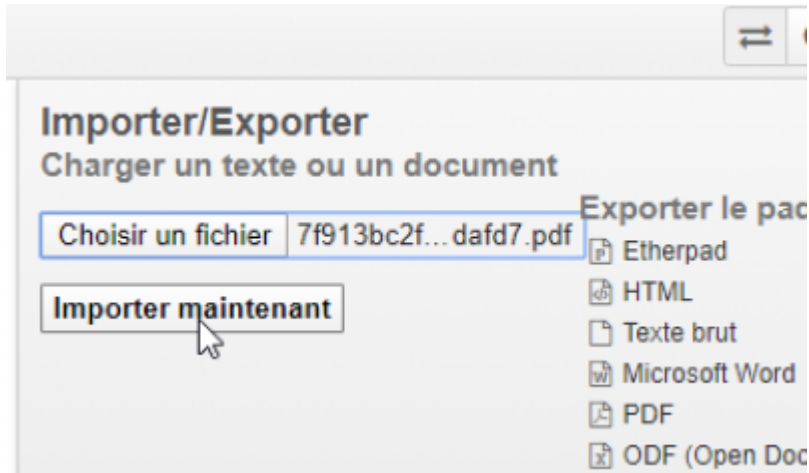 Importer/Exporter
Charger un texte ou un document
Choisir un fichier 7f913bc2f...dafd7.pdf
Importer maintenant
Exporter le pad
Etherpad
HTML
Texte brut
Microsoft Word
PDF
ODF (Open Doc